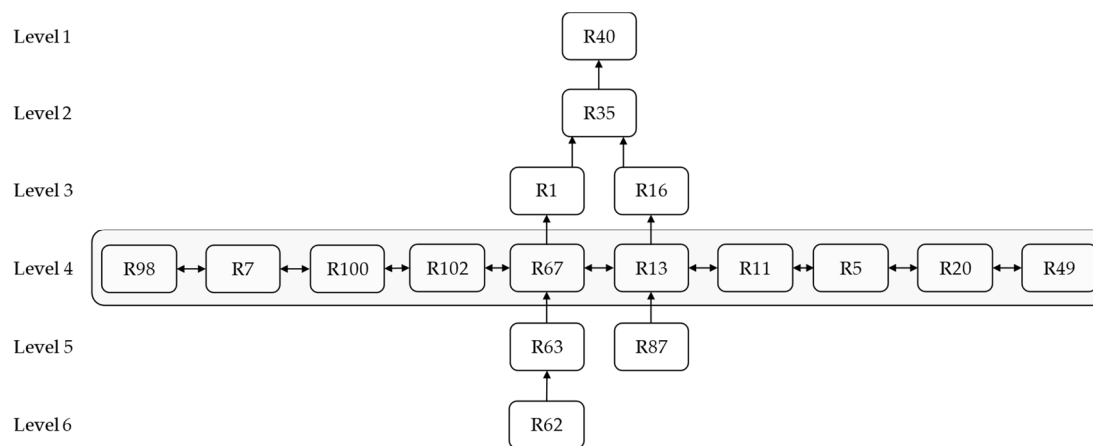 Level 1 R40
Level 2 R35
Level 3 R1 R16
Level 4 R98 R7 R100 R102 R67 R13 R11 R5 R20 R49
Level 5 R63 R87
Level 6 R62